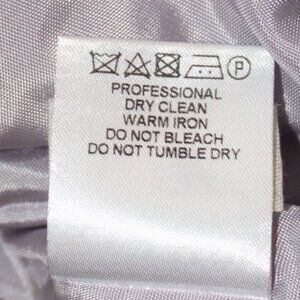 P
PROFESSIONAL
DRY CLEAN
WARM IRON
DO NOT BLEACH
DO NOT TUMBLE DRY